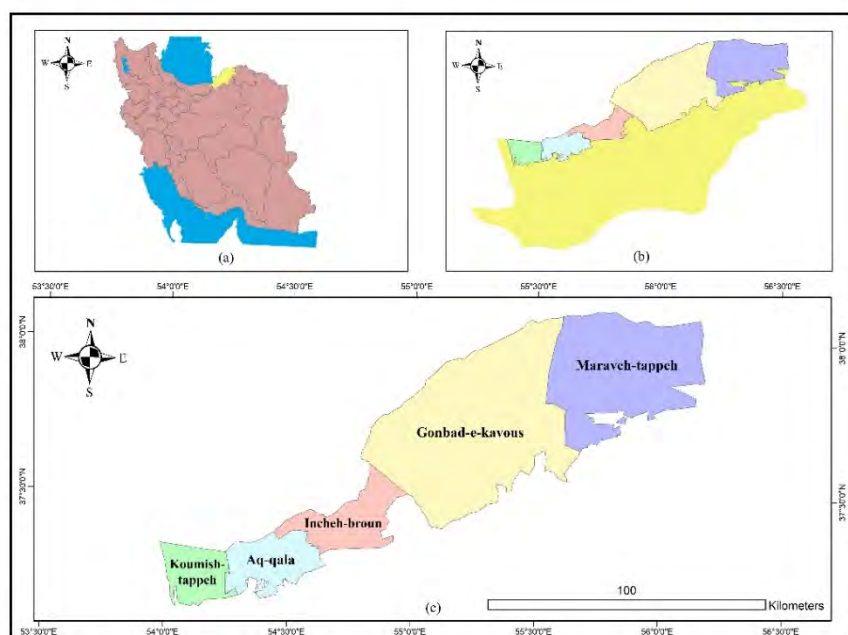 N
W
E
S
(a)
N
W
E
S
(b)
53°30'0"E
54°0'0"E
54°30'0"E
55°0'0"E
55°30'0"E
56°0'0"E
56°30'0"E
38°0'0"N
38°0'0"N
N
W
E
S
Maraveh-tappeh
Gonbad-e-kavous
37°30'0"N
37°30'0"N
Incheh-broun
Aq-qala
Koumish-
tappeh
100
Kilometers
(c)
53°30'0"E
54°0'0"E
54°30'0"E
55°0'0"E
55°30'0"E
56°0'0"E
56°30'0"E